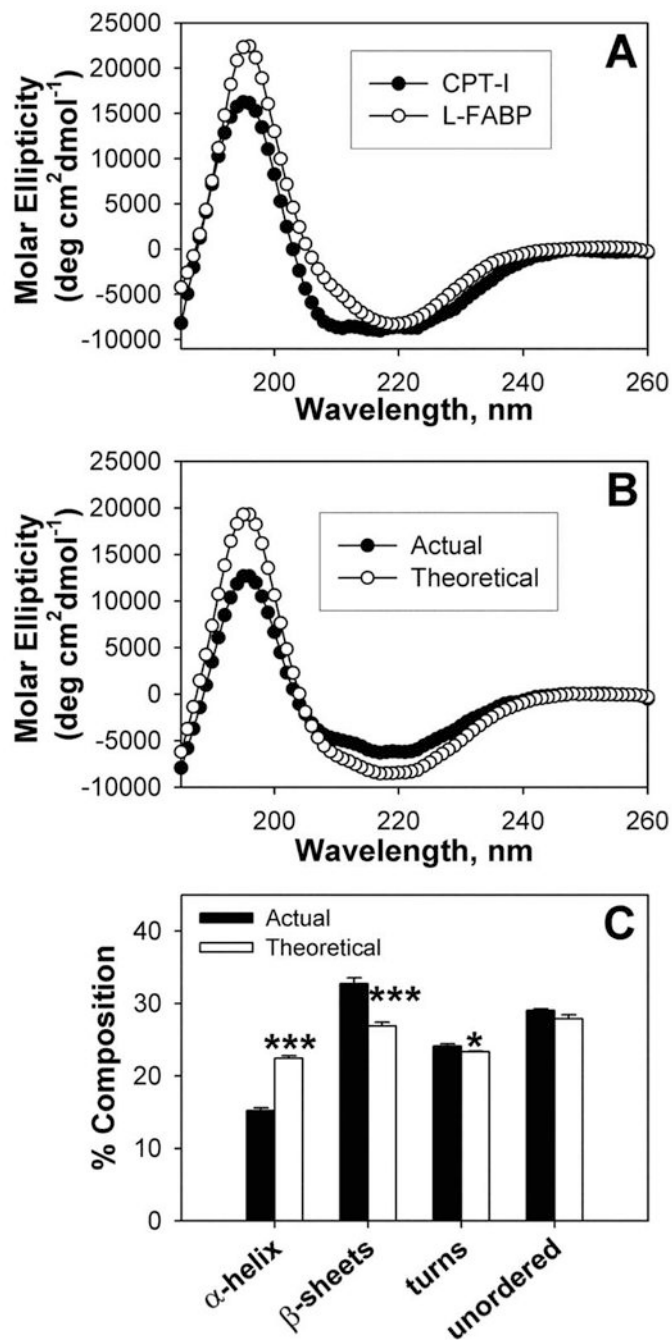 A
CPT-I
L-FABP
Molar Ellipticity
(deg cm²dmol⁻¹)
25000
20000
15000
10000
5000
0
-5000
-10000
200 220 240 260
Wavelength, nm
B
Actual
Theoretical
Molar Ellipticity
(deg cm²dmol⁻¹)
25000
20000
15000
10000
5000
0
-5000
-10000
200 220 240 260
Wavelength, nm
C
Actual
Theoretical
% Composition
40
30
20
10
0
***
***
*
α-helix
β-sheets
turns
unordered